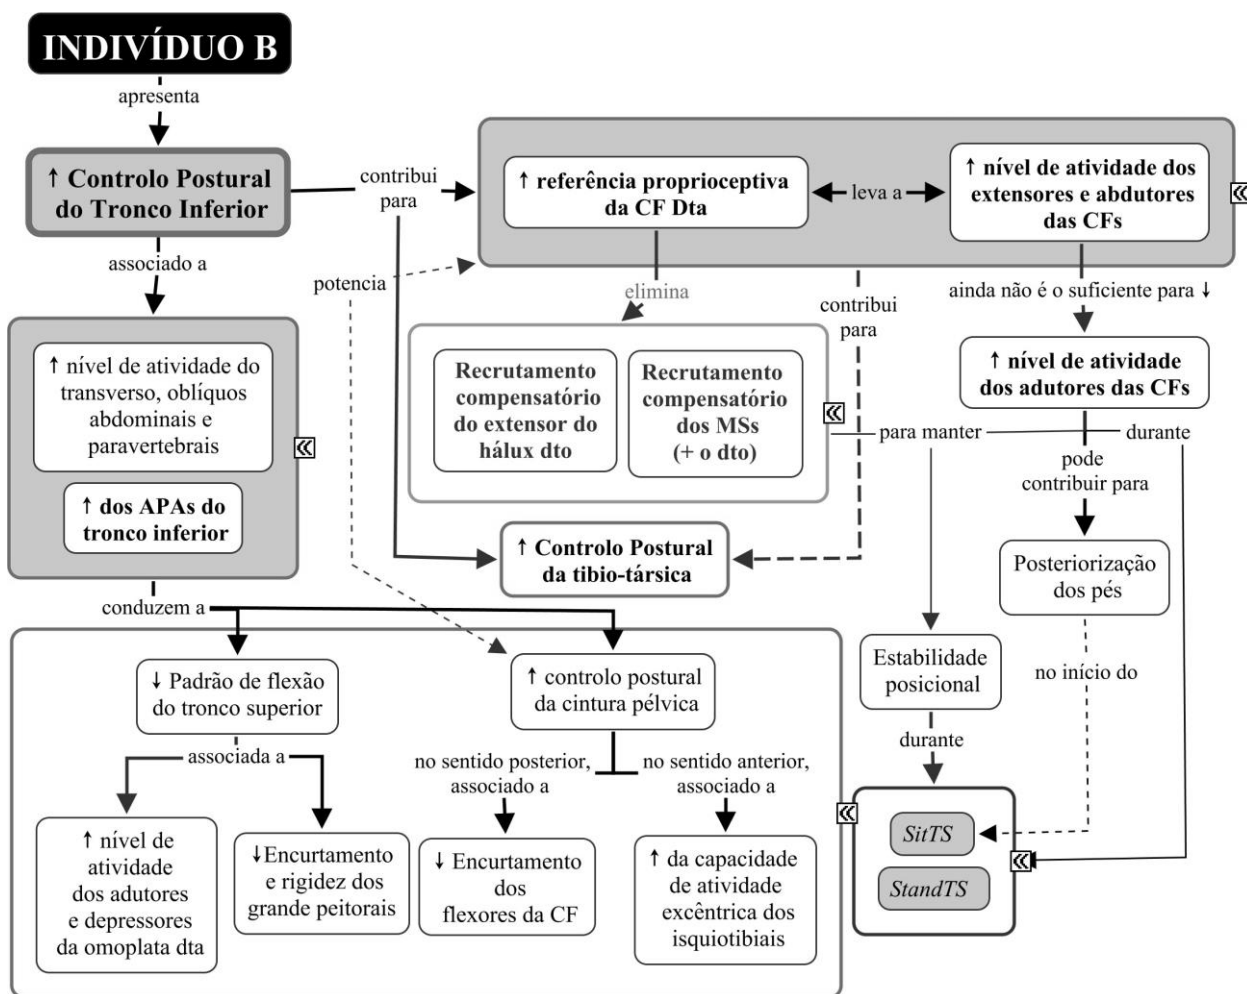 INDIVÍDUO B
apresenta
↑ Controlo Postural
do Tronco Inferior
contribui
para
↑ referência proprioceptiva
da CF Dta
leva a
↑ nível de atividade dos
extensores e abdutores
das CFs
associado a
potencia
elimina
contribui
para
ainda não é o suficiente para ↓
↑ nível de atividade do
transverso, oblíquos
abdominais e
paravertebrais
↑ dos APAs do
tronco inferior
Recrutamento
compensatório
do extensor do
hálux dto
Recrutamento
compensatório
dos MSs
(+ o dto)
↑ nível de atividade
dos adutores das CFs
para manter
durante
pode
contribuir para
↑ Controlo Postural
da tibio-társica
Posteriorização
dos pés
conduzem a
↓ Padrão de flexão
do tronco superior
↑ controlo postural
da cintura pélvica
Estabilidade
posicional
no início do
associada a
no sentido posterior,
associado a
no sentido anterior,
associado a
durante
↑ nível de
atividade
dos adutores
e depressores
da omoplata dta
↓Encurtamento
e rigidez dos
grande peitorais
↓ Encurtamento
dos
flexores da CF
↑ da capacidade
de atividade
excêntrica dos
isquiotibiais
SitTS
StandTS